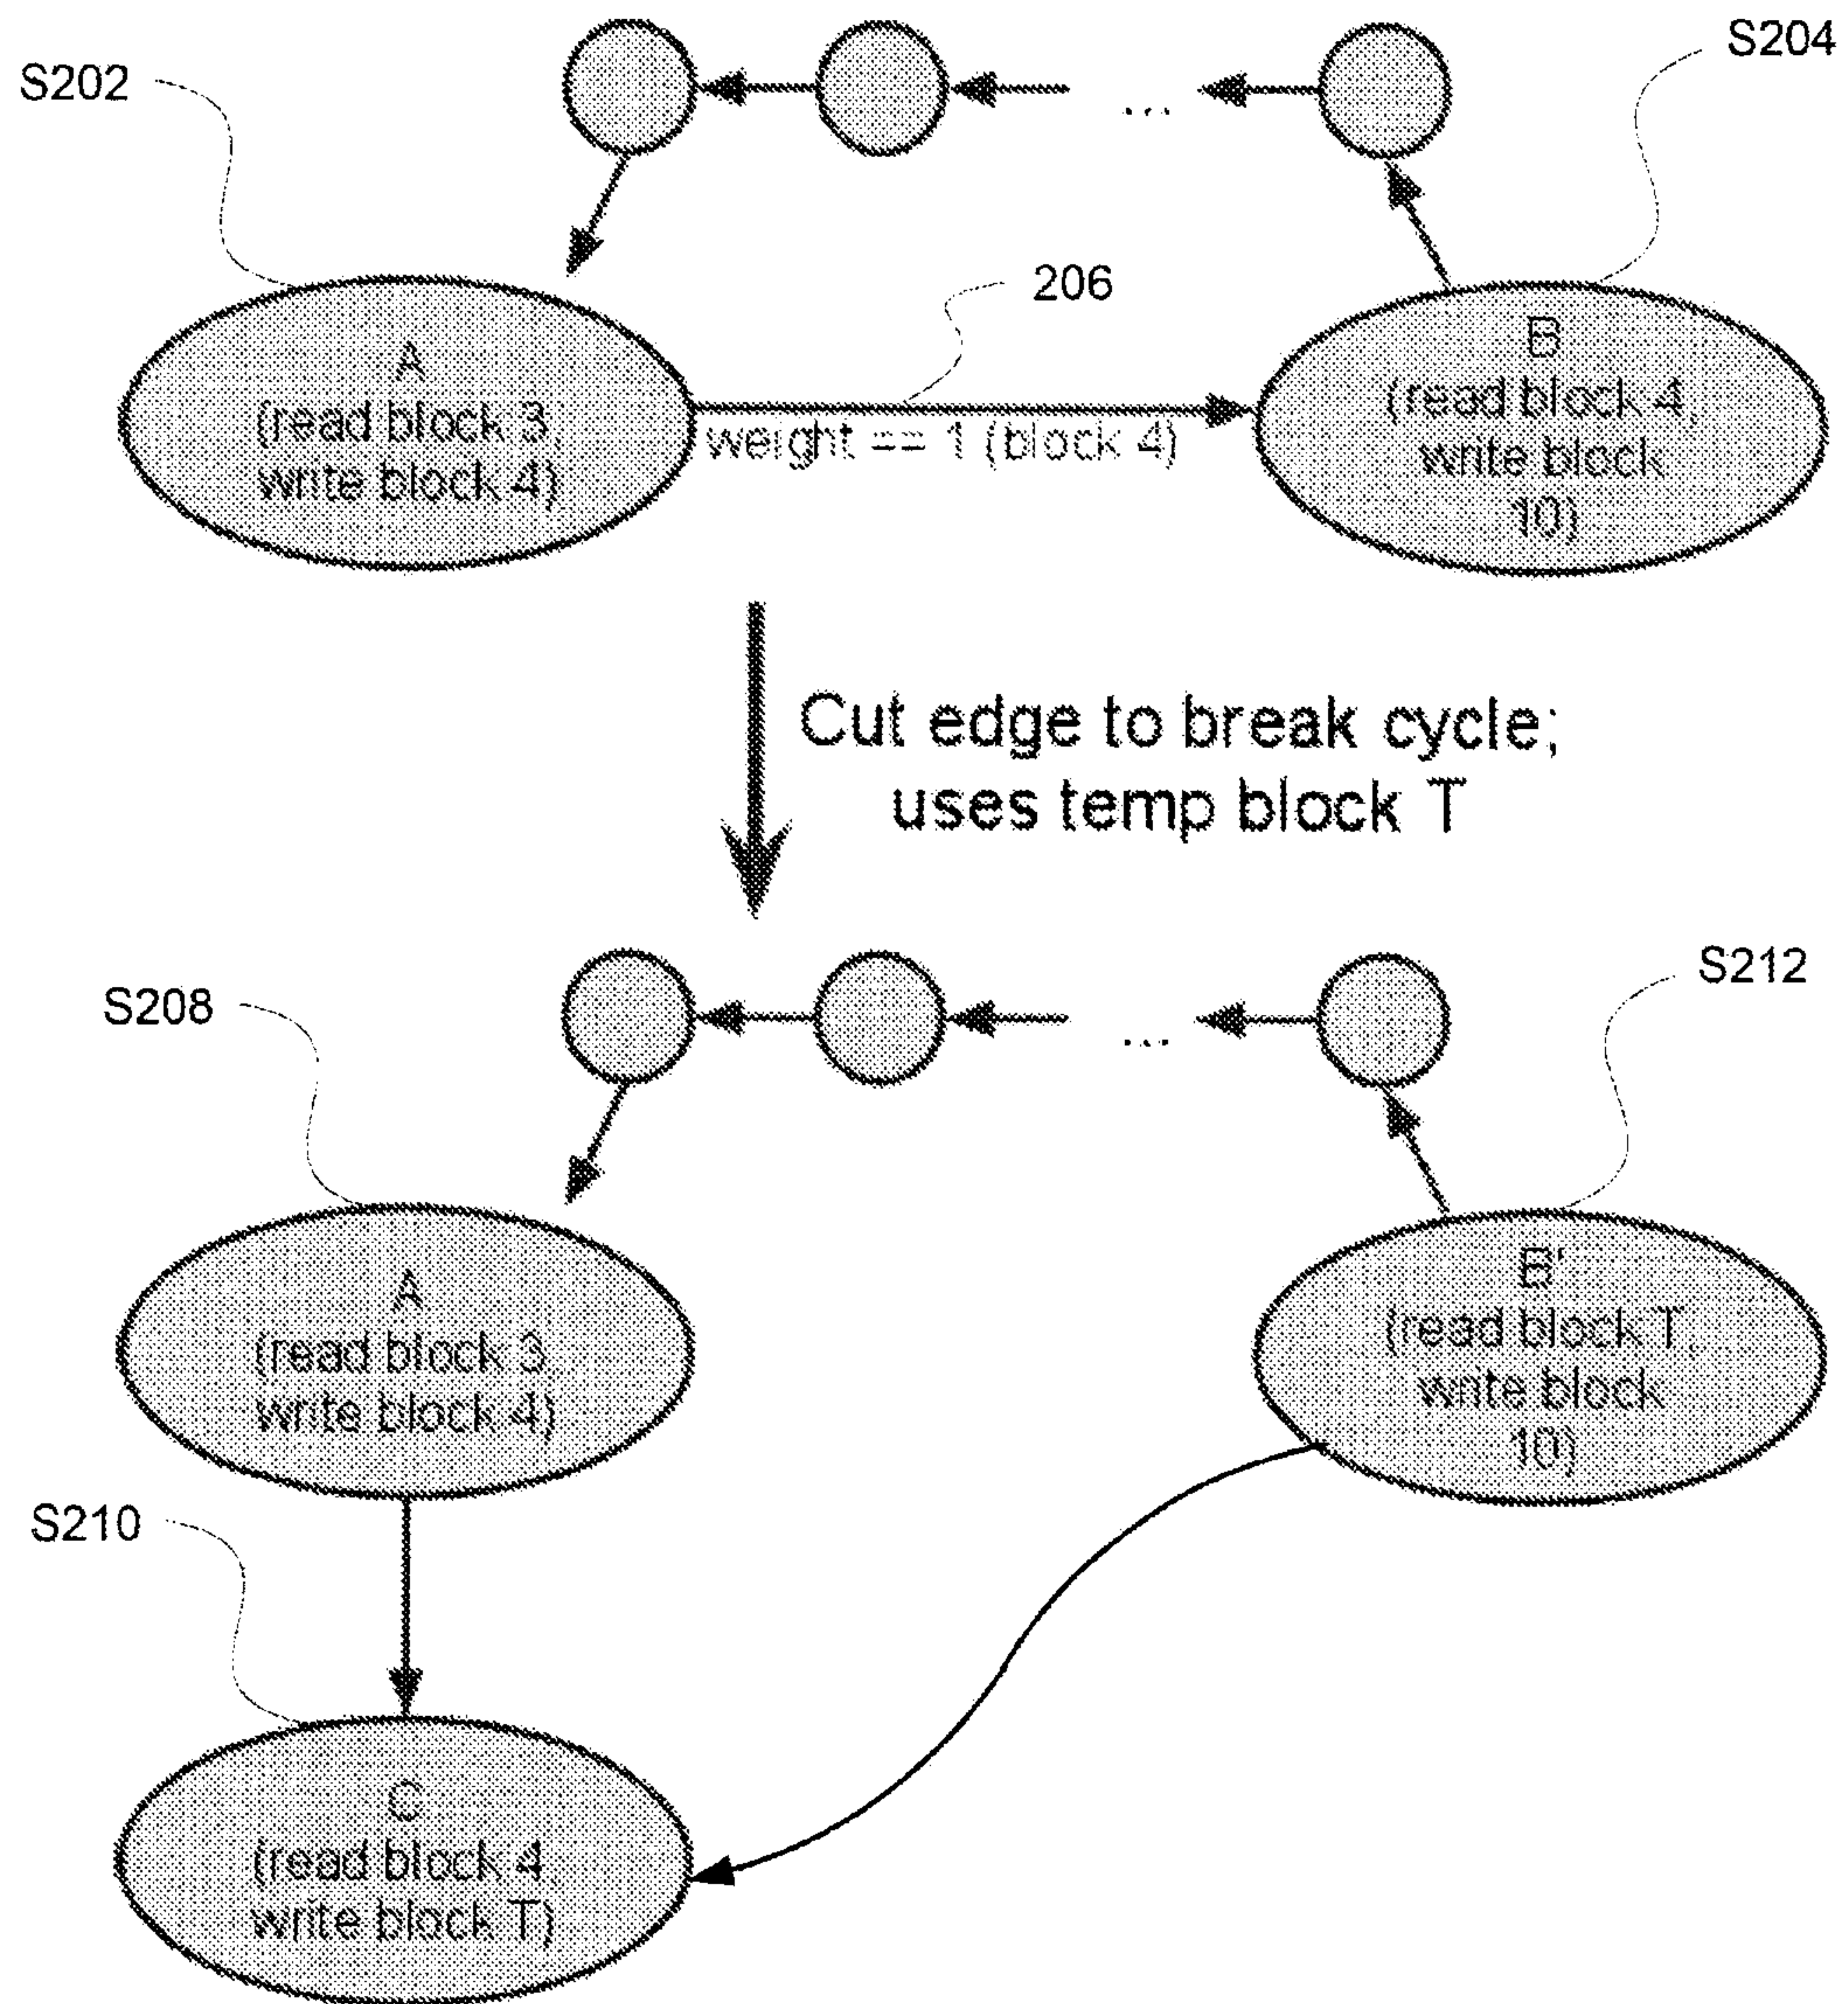 S204
S202
206
A
(read block 3,
write block 4)
weight == 1 (block 4)
B
(read block 4,
write block
10)
Cut edge to break cycle;
uses temp block T
...
S212
S208
...
A
(read block 3,
write block 4)
B'
(read block T,
write block
10)
S210
C
(read block 4,
write block T)